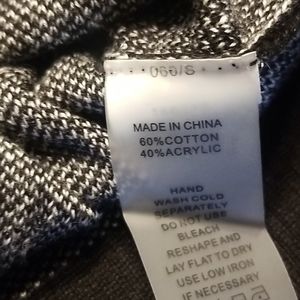 MADE IN CHINA
60%COTTON
40%ACRYLIC
HAND
WASH COLD
SEPARATELY
DO NOT USE
BLEACH
RESHAPE AND
LAY FLAT TO DRY
USE LOW IRON
IF NECESSARY